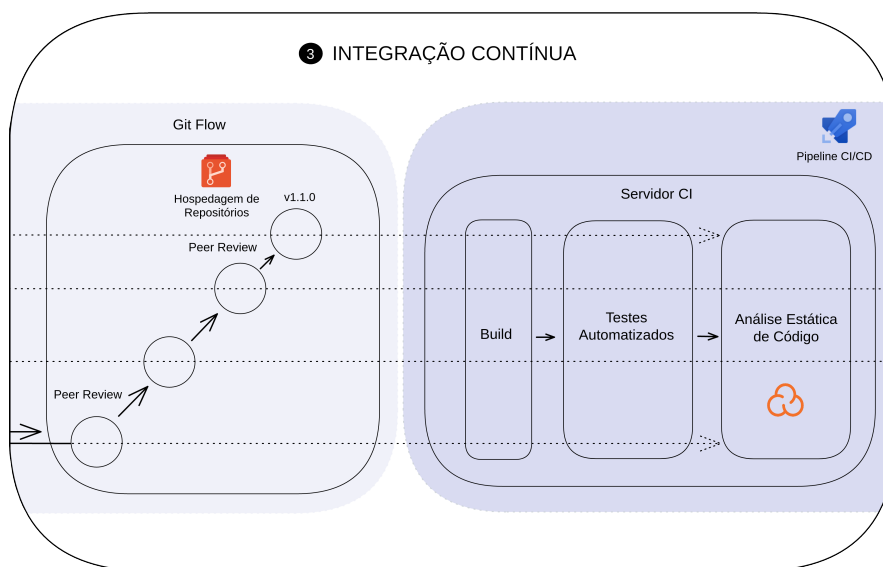 3 INTEGRAÇÃO CONTÍNUA
Git Flow
Hospedagem de
Repositórios
v1.1.0
Peer Review
Peer Review
Pipeline CI/CD
Servidor CI
Build
Testes
Automatizados
Análise Estática
de Código